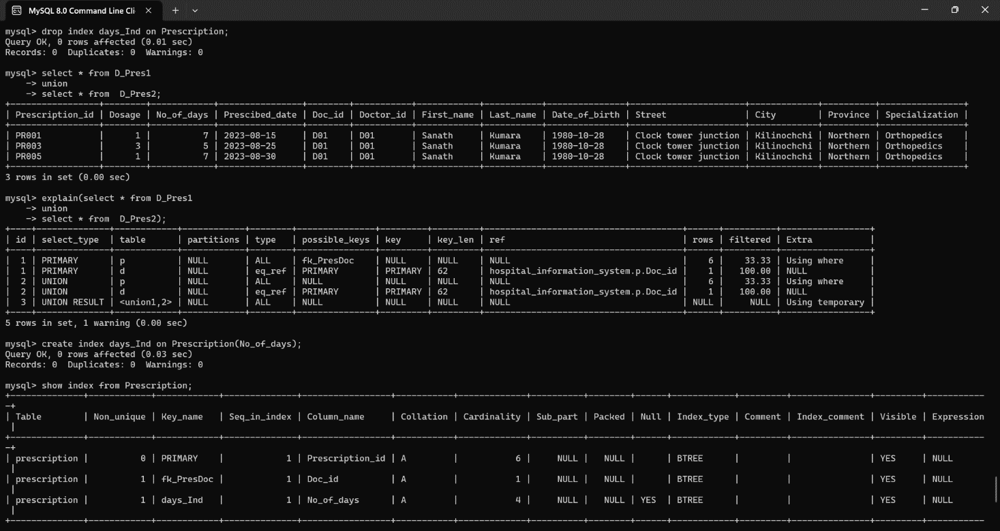 MySQL 8.0 Command Line Cli
mysql> drop index days_Ind on Prescription;
Query OK, 0 rows affected (0.01 sec)
Records: 0  Duplicates: 0  Warnings: 0
mysql> select * from D_Pres1
    -> union
    -> select * from  D_Pres2;
| Prescription_id | Dosage | No_of_days | Prescibed_date | Doc_id | Doctor_id | First_name | Last_name | Date_of_birth | Street                | City        | Province | Specialization |
| PR001           |      1 |          7 | 2023-08-15     | D01    | D01       | Sanath     | Kumara    | 1980-10-28    | Clock tower junction | Kilinochchi | Northern | Orthopedics    |
| PR003           |      3 |          5 | 2023-08-25     | D01    | D01       | Sanath     | Kumara    | 1980-10-28    | Clock tower junction | Kilinochchi | Northern | Orthopedics    |
| PR005           |      1 |          7 | 2023-08-30     | D01    | D01       | Sanath     | Kumara    | 1980-10-28    | Clock tower junction | Kilinochchi | Northern | Orthopedics    |
3 rows in set (0.00 sec)
mysql> explain(select * from D_Pres1
    -> union
    -> select * from  D_Pres2);
| id | select_type  | table      | partitions | type   | possible_keys | key     | key_len | ref                                  | rows | filtered | Extra           |
|  1 | PRIMARY      | p          | NULL       | ALL    | fk_PresDoc    | NULL    | NULL    | NULL                                 |    6 |    33.33 | Using where     |
|  1 | PRIMARY      | d          | NULL       | eq_ref | PRIMARY       | PRIMARY | 62      | hospital_information_system.p.Doc_id |    1 |   100.00 | NULL            |
|  2 | UNION        | p          | NULL       | ALL    | NULL          | NULL    | NULL    | NULL                                 |    6 |    33.33 | Using where     |
|  2 | UNION        | d          | NULL       | eq_ref | PRIMARY       | PRIMARY | 62      | hospital_information_system.p.Doc_id |    1 |   100.00 | NULL            |
|  3 | UNION RESULT | <union1,2> | NULL       | ALL    | NULL          | NULL    | NULL    | NULL                                 | NULL |     NULL | Using temporary |
5 rows in set, 1 warning (0.00 sec)
mysql> create index days_Ind on Prescription(No_of_days);
Query OK, 0 rows affected (0.03 sec)
Records: 0  Duplicates: 0  Warnings: 0
mysql> show index from Prescription;
| Table        | Non_unique | Key_name   | Seq_in_index | Column_name     | Collation | Cardinality | Sub_part | Packed | Null | Index_type | Comment | Index_comment | Visible | Expression
|
| prescription |          0 | PRIMARY    |            1 | Prescription_id | A         |           6 |     NULL |   NULL |      | BTREE      |         |               | YES     | NULL
|
| prescription |          1 | fk_PresDoc |            1 | Doc_id          | A         |           1 |     NULL |   NULL |      | BTREE      |         |               | YES     | NULL
|
| prescription |          1 | days_Ind   |            1 | No_of_days      | A         |           4 |     NULL |   NULL | YES  | BTREE      |         |               | YES     | NULL
|